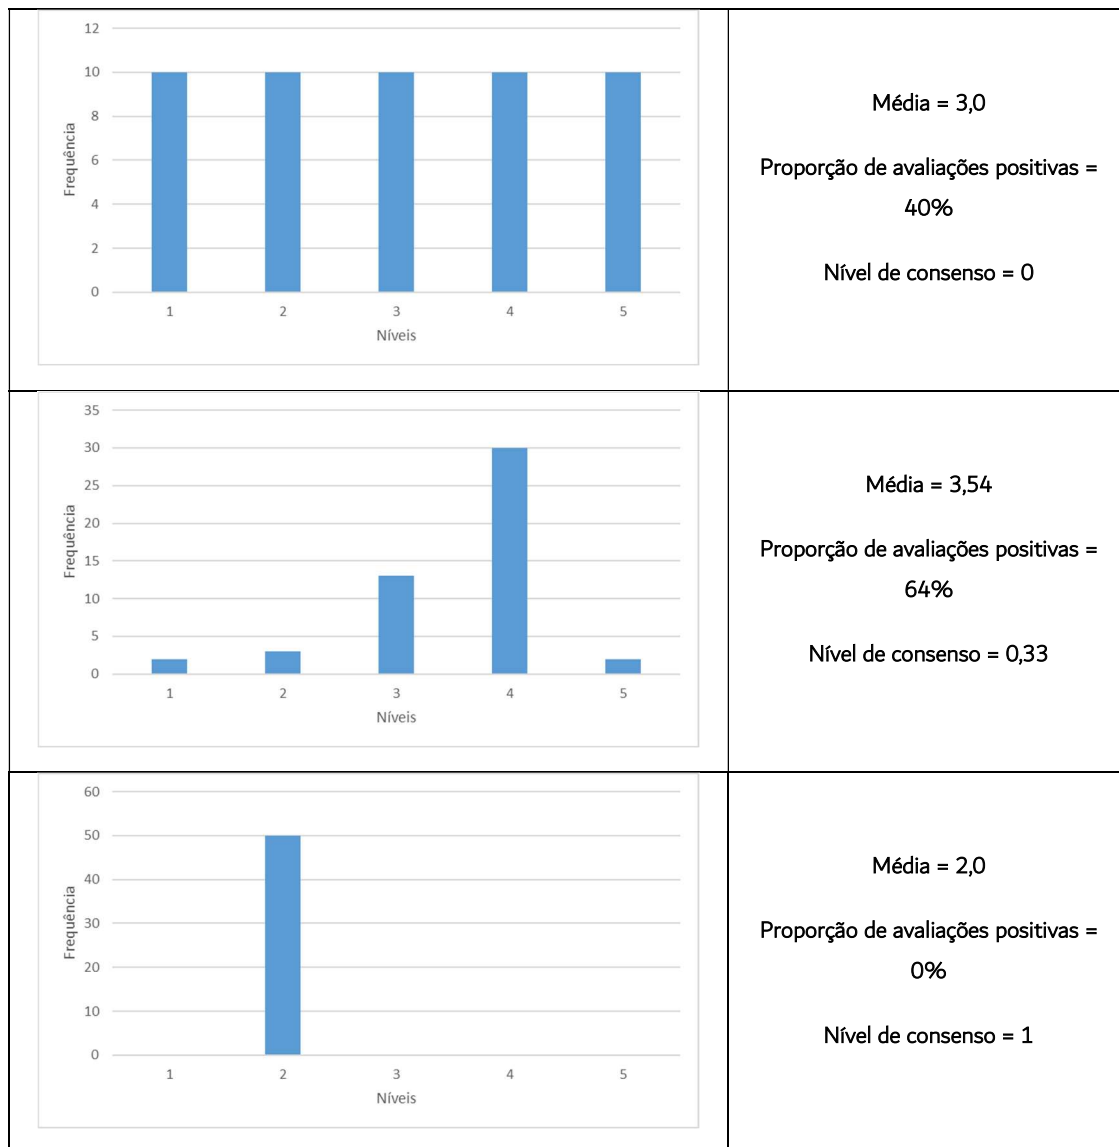 12
10
8
6
4
2
0
Frequência
1 2 3 4 5
Níveis
Média = 3,0
Proporção de avaliações positivas =
40%
Nível de consenso = 0
35
30
25
20
15
10
5
0
Frequência
1 2 3 4 5
Níveis
Média = 3,54
Proporção de avaliações positivas =
64%
Nível de consenso = 0,33
60
50
40
30
20
10
0
Frequência
1 2 3 4 5
Níveis
Média = 2,0
Proporção de avaliações positivas =
0%
Nível de consenso = 1